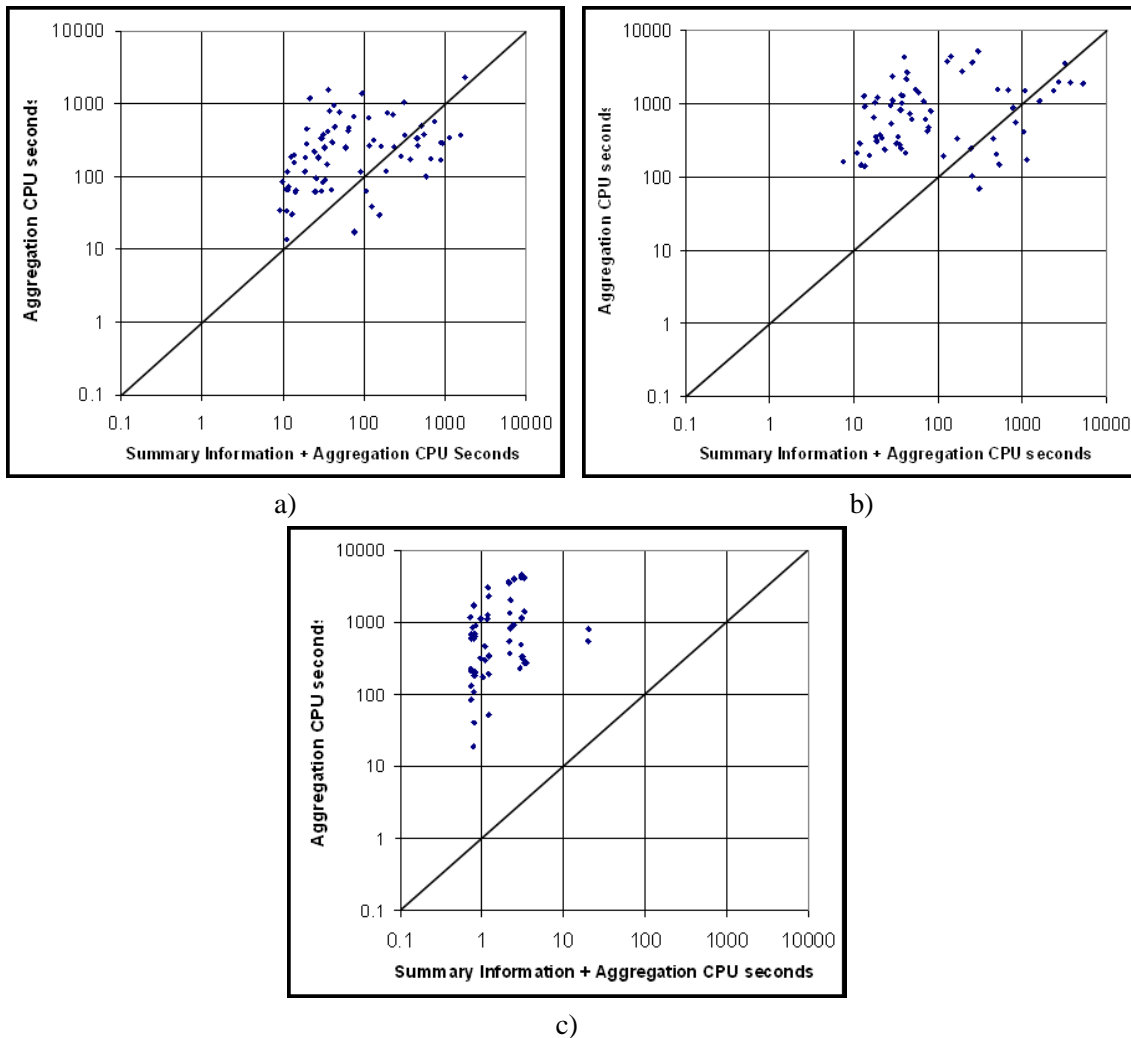 10000
1000
100
10
1
0.1
0.1 1 10 100 1000 10000
Aggregation CPU seconds
Summary Information + Aggregation CPU Seconds
a)
10000
1000
100
10
1
0.1
0.1 1 10 100 1000 10000
Aggregation CPU seconds
Summary Information + Aggregation CPU seconds
b)
10000
1000
100
10
1
0.1
0.1 1 10 100 1000 10000
Aggregation CPU seconds
Summary Information + Aggregation CPU seconds
c)